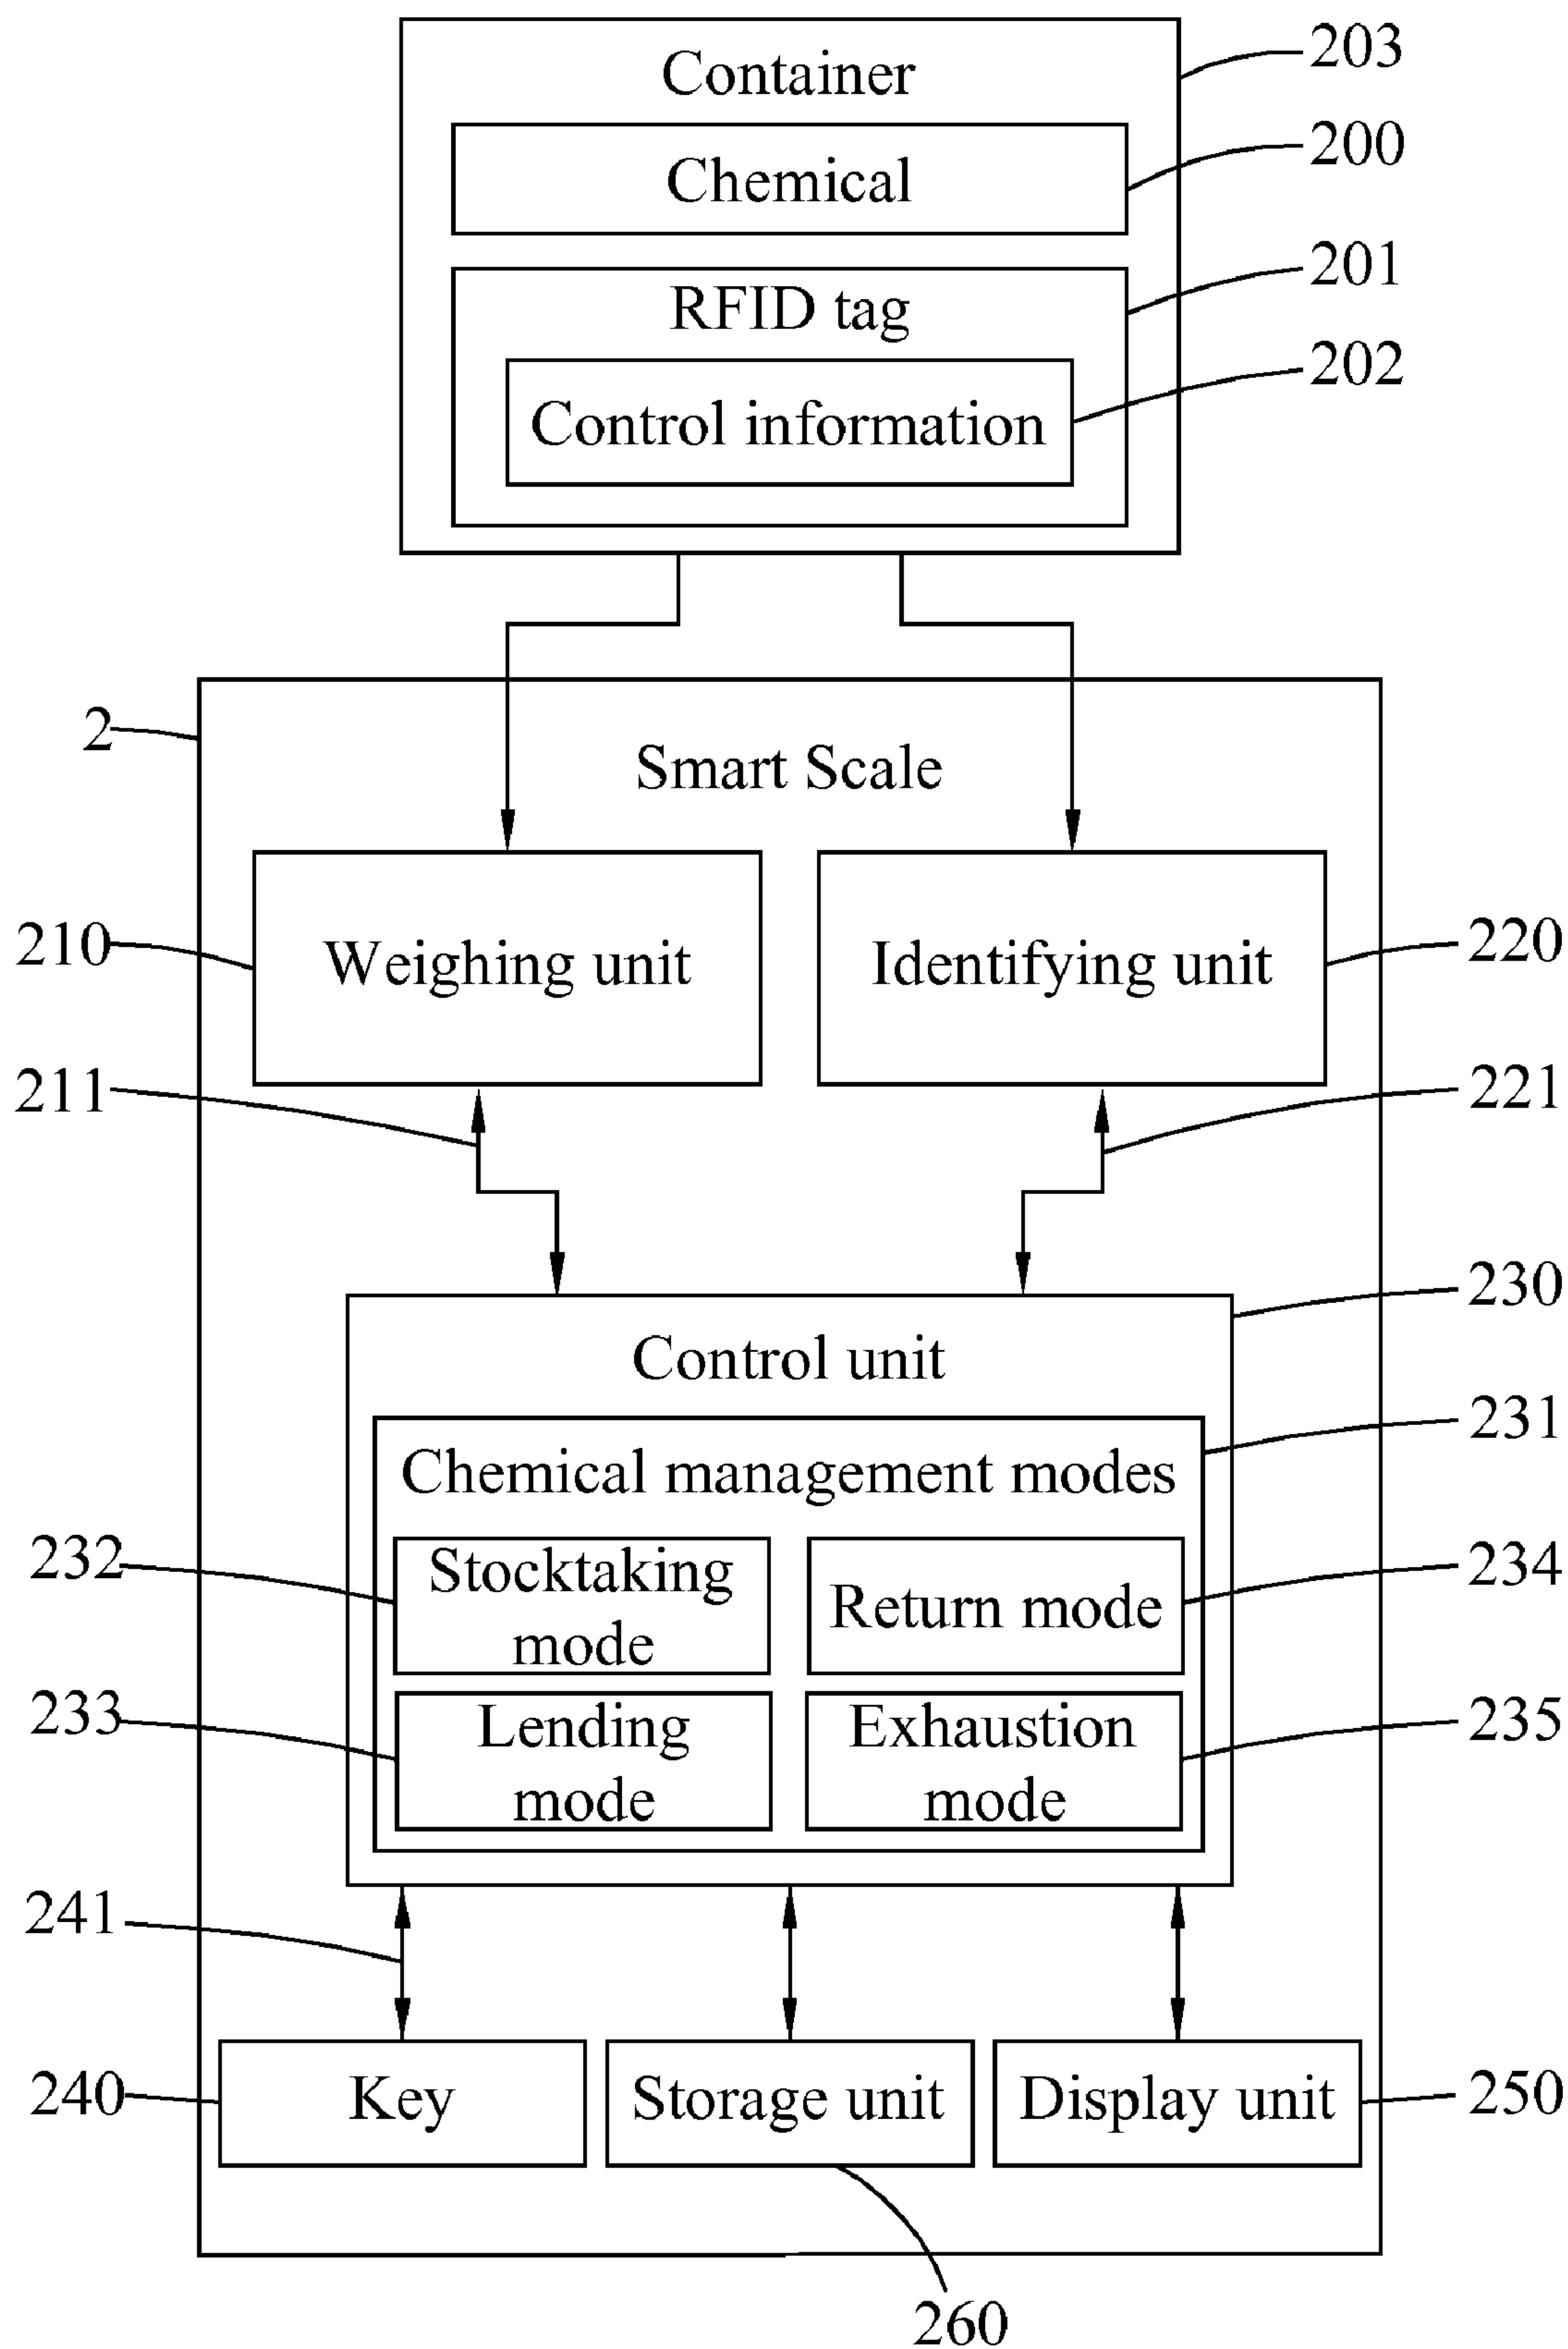 Container
203
Chemical
200
RFID tag
201
Control information
202
2
Smart Scale
210
Weighing unit
Identifying unit
220
211
221
230
Control unit
231
Chemical management modes
232
Stocktaking
mode
Return mode
234
233
Lending
mode
Exhaustion
mode
235
241
240
Key
Storage unit
Display unit
250
260